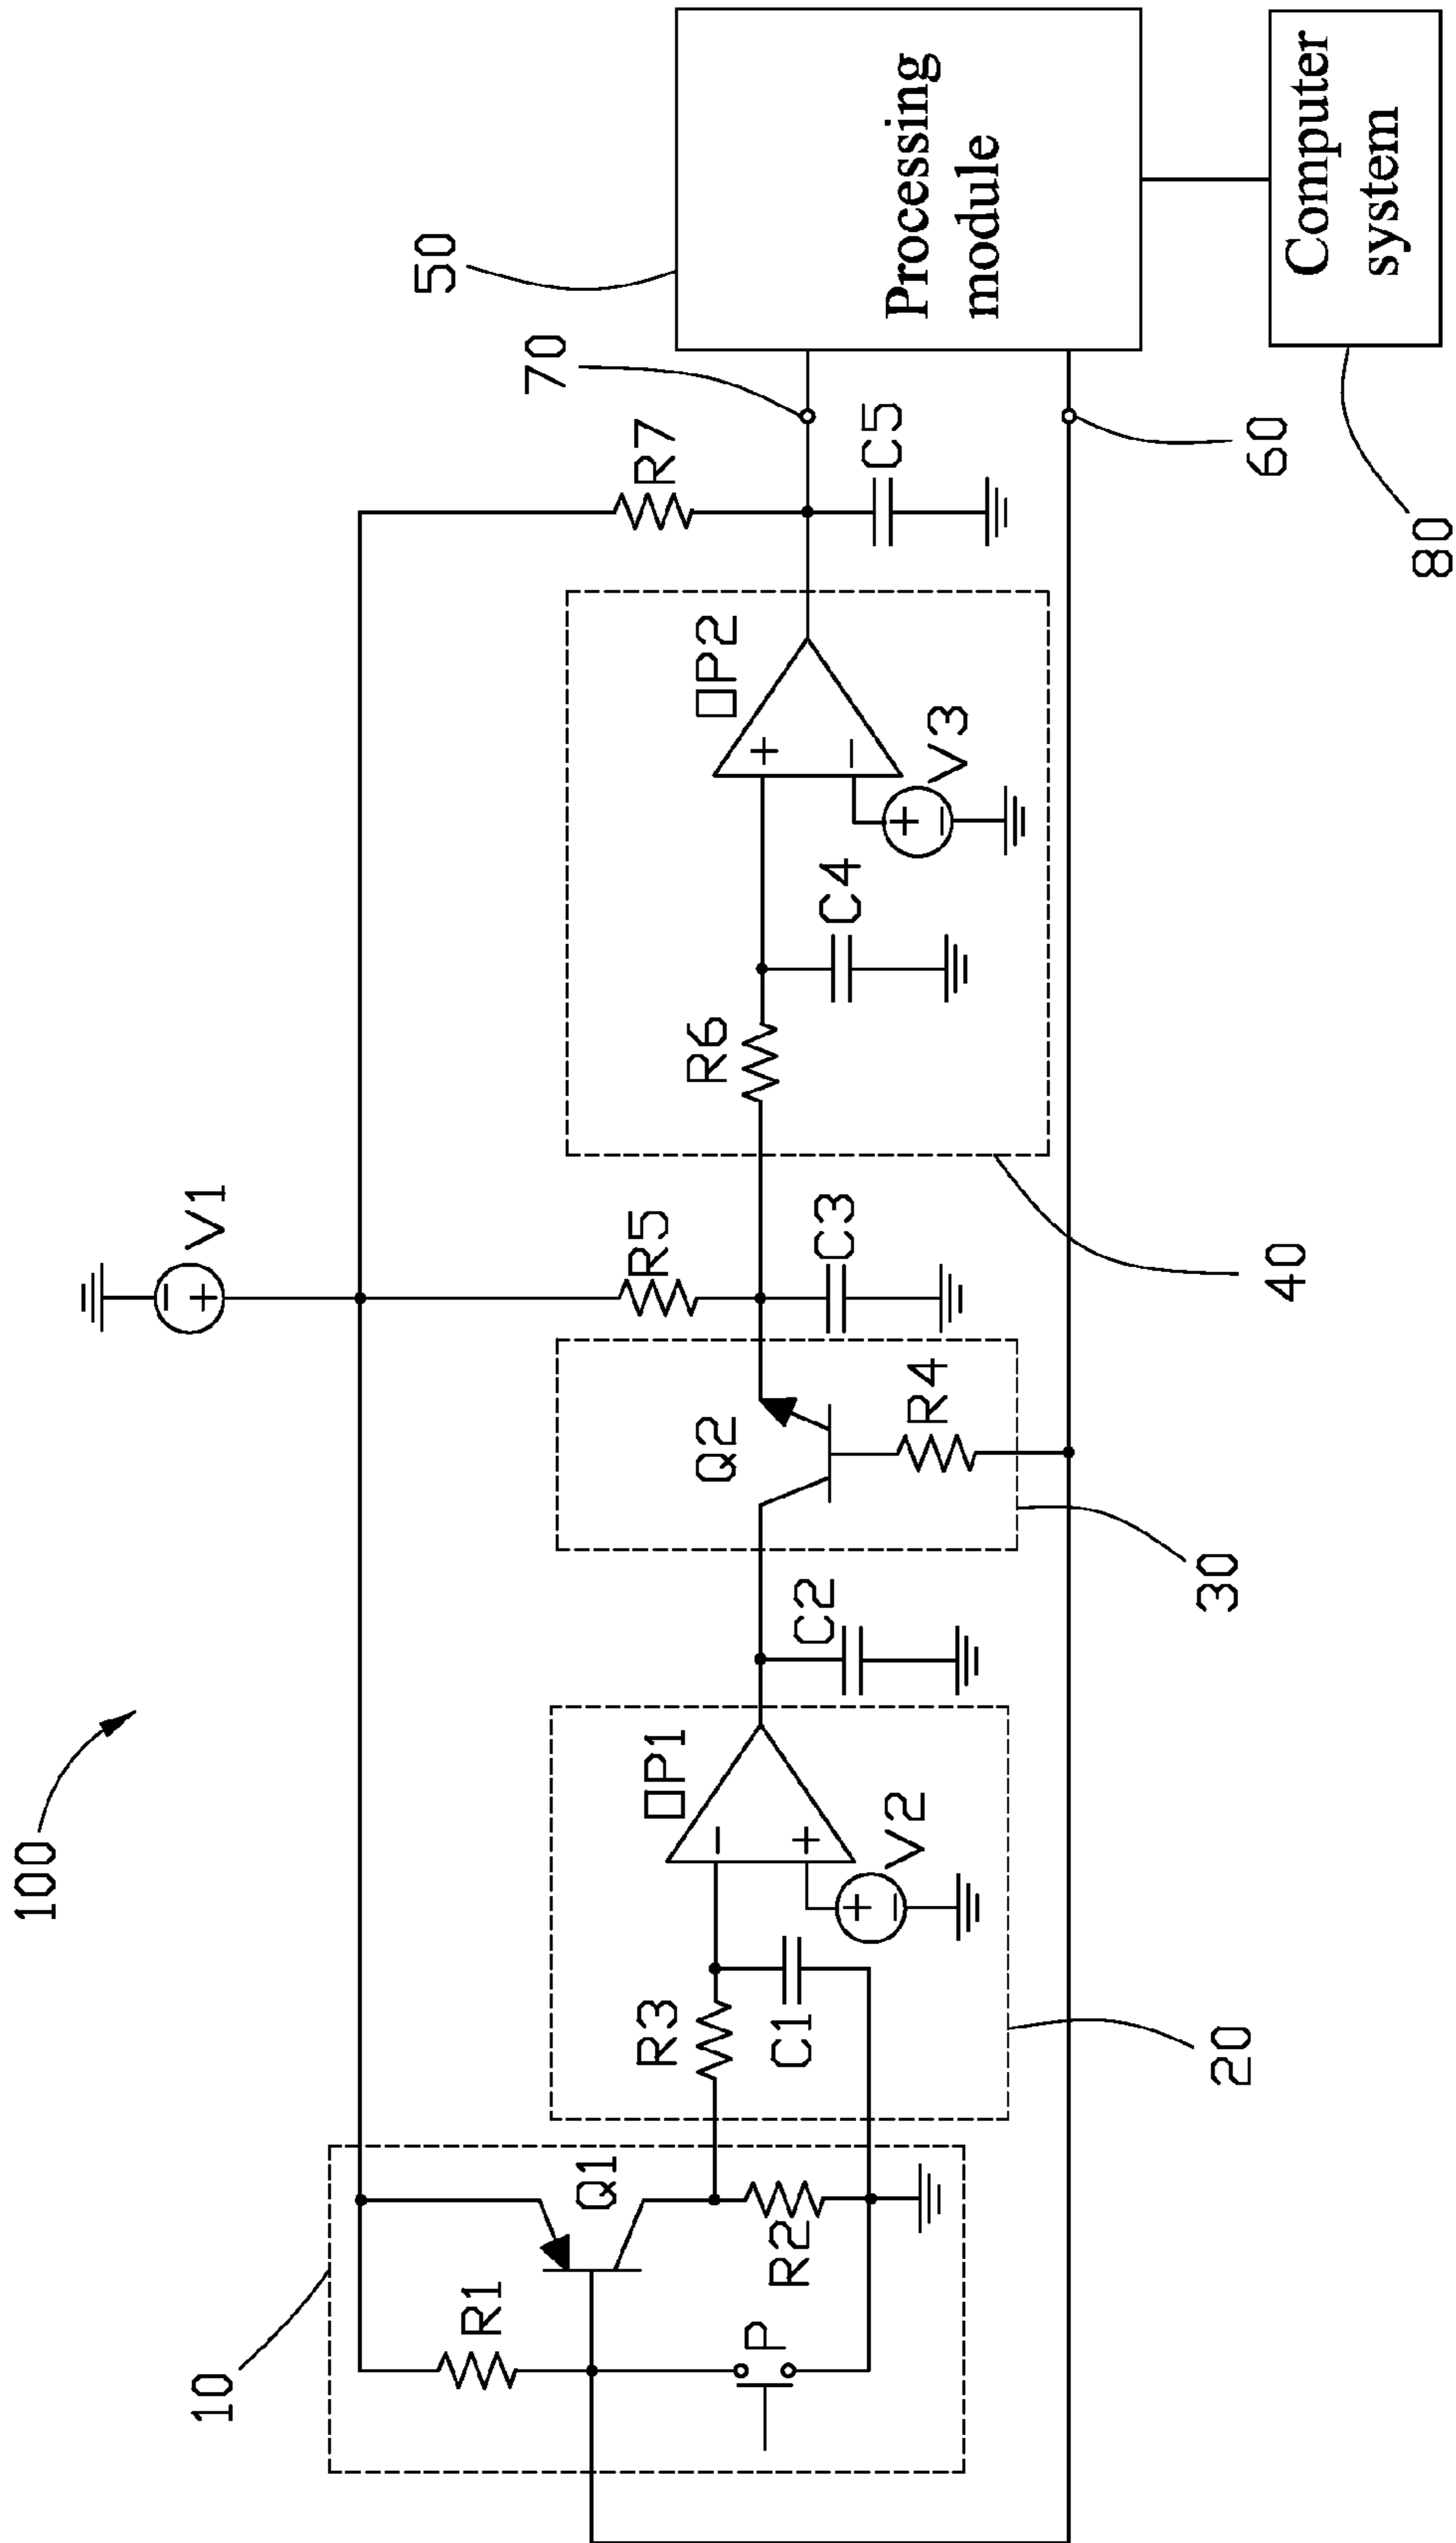 100
V1
10
R1
Q1
P
R2
R3
C1
OP1
−
+
V2
+
−
20
C2
Q2
R4
30
−
+
R5
C3
R6
C4
OP2
+
−
V3
+
−
40
R7
C5
70
60
50
Processing
module
Computer
system
80